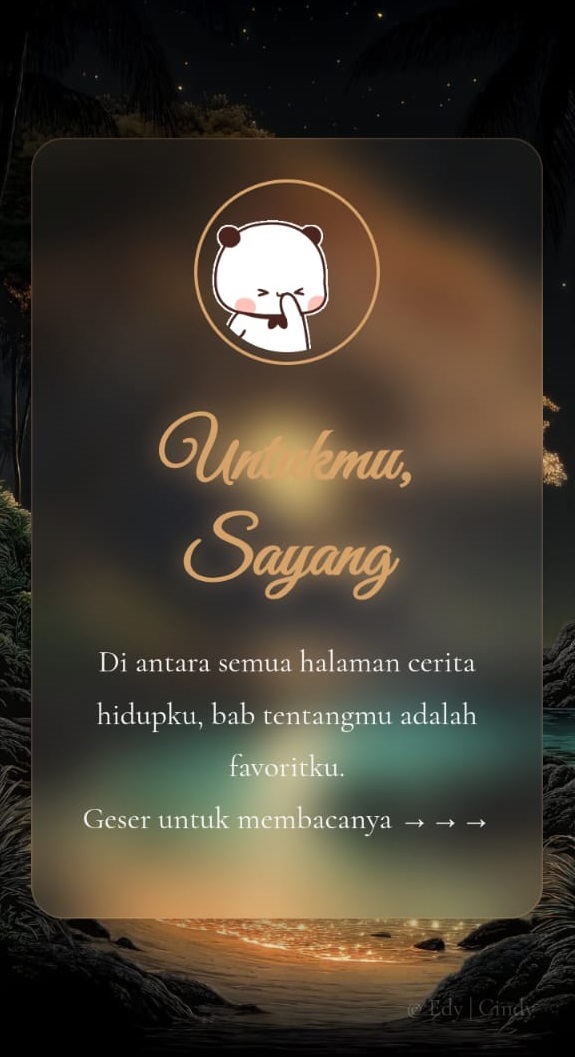 Untukmu,
Sayang
Di antara semua halaman cerita
hidupku, bab tentangmu adalah
favoritku.
Geser untuk membacanya → → →
@ Edy | Cindy